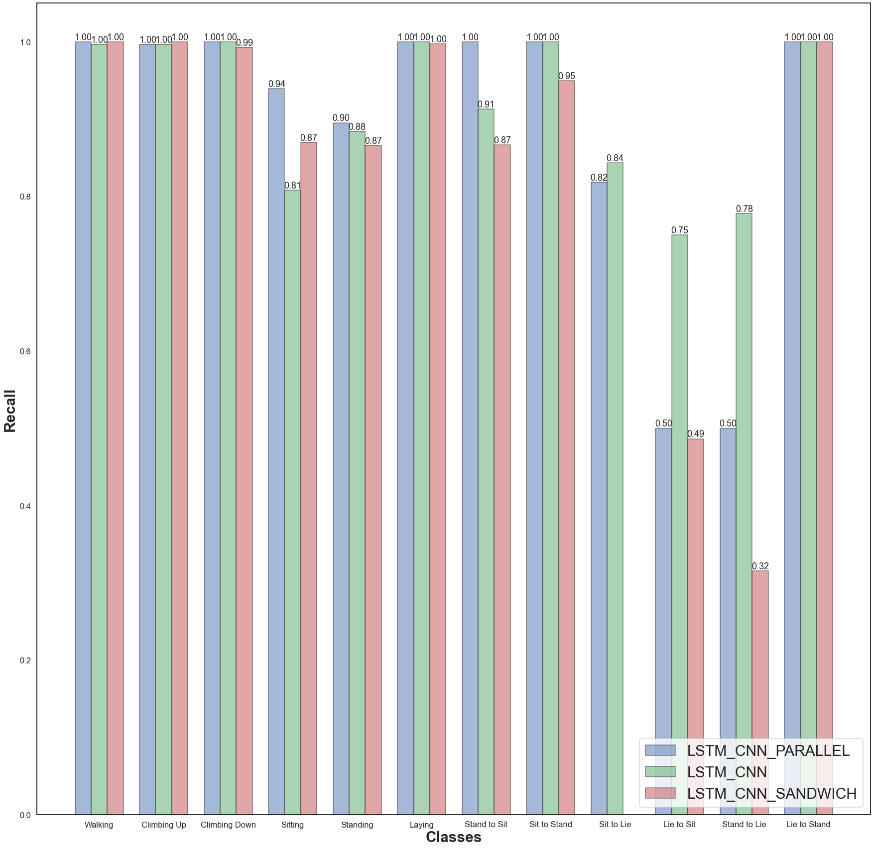 1.00 1.00 1.00 1.00 1.00 1.00 1.00 1.00 0.99 0.94 0.81 0.87 0.90 0.88 0.87 1.00 1.00 1.00 1.00 0.91 0.87 1.00 1.00 0.95 0.82 0.84 0.50 0.75 0.49 0.50 0.78 0.32 1.00 1.00 1.00
1.0
0.8
0.6
0.4
0.2
0.0
Recall
LSTM_CNN_PARALLEL
LSTM_CNN
LSTM_CNN_SANDWICH
Walking Climbing Up Climbing Down Sitting Standing Laying Stand to Sit Sit to Stand Sit to Lie Lie to Sit Stand to Lie Lie to Stand
Classes